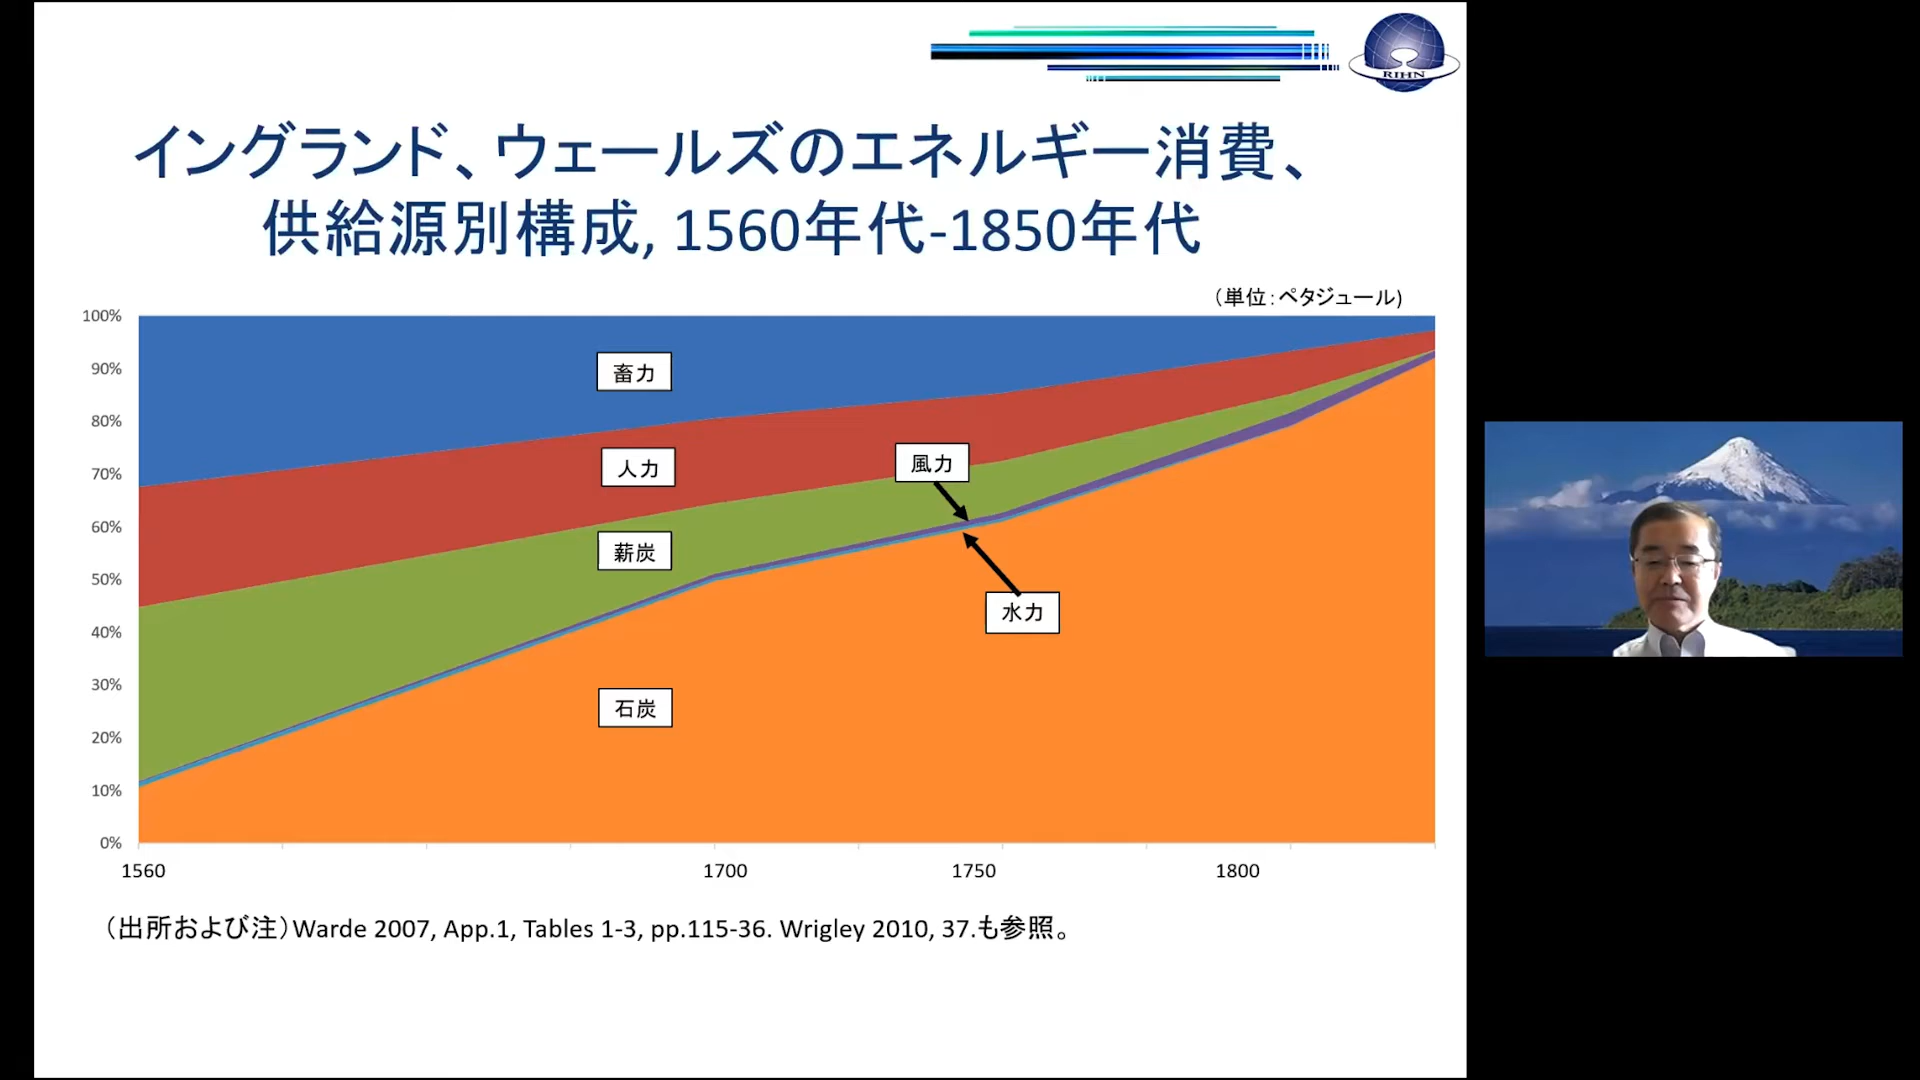 RIHN
イングランド、ウェールズのエネルギー消費、
供給源別構成, 1560年代-1850年代
（単位：ペタジュール）
100%
90%
80%
70%
60%
50%
40%
30%
20%
10%
0%
畜力
人力
風力
薪炭
水力
石炭
1560
1700
1750
1800
（出所および注）Warde 2007, App.1, Tables 1-3, pp.115-36. Wrigley 2010, 37.も参照。